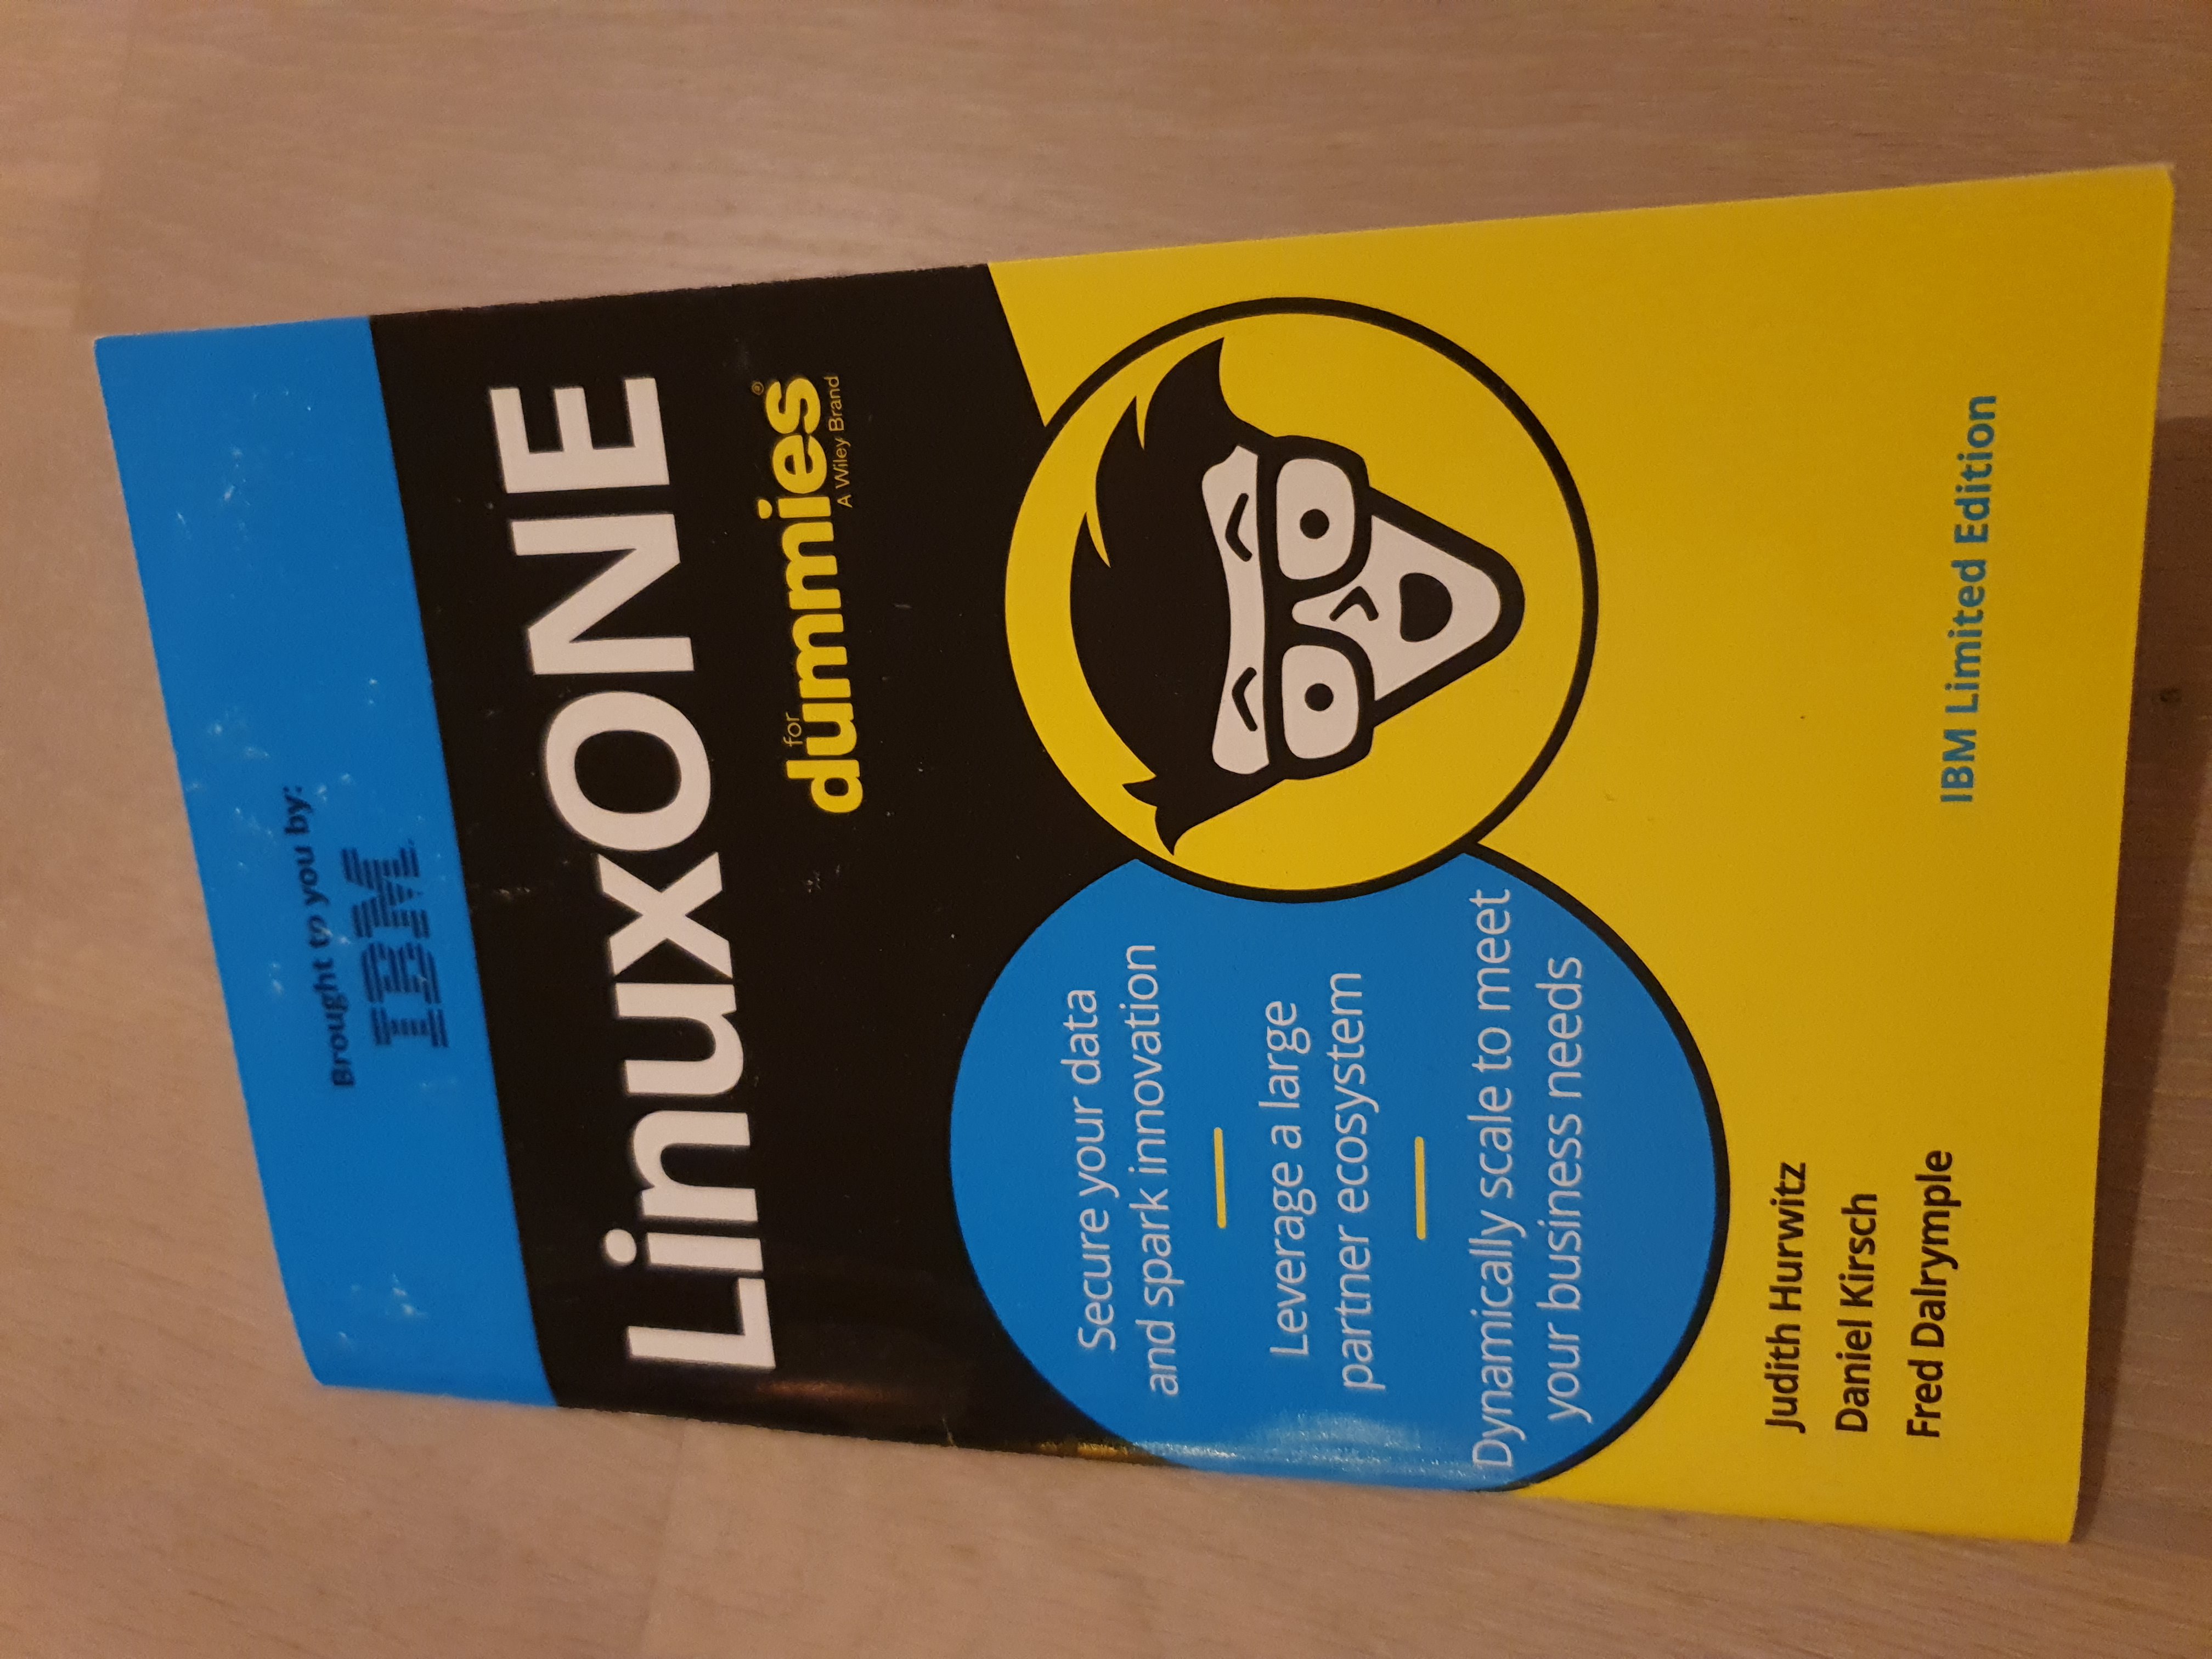 Brought to you by:
IBM
LinuxONE
for
dummies®
A Wiley Brand
Secure your data
and spark innovation
Leverage a large
partner ecosystem
Dynamically scale to meet
your business needs
Judith Hurwitz
Daniel Kirsch
Fred Dalrymple
IBM Limited Edition